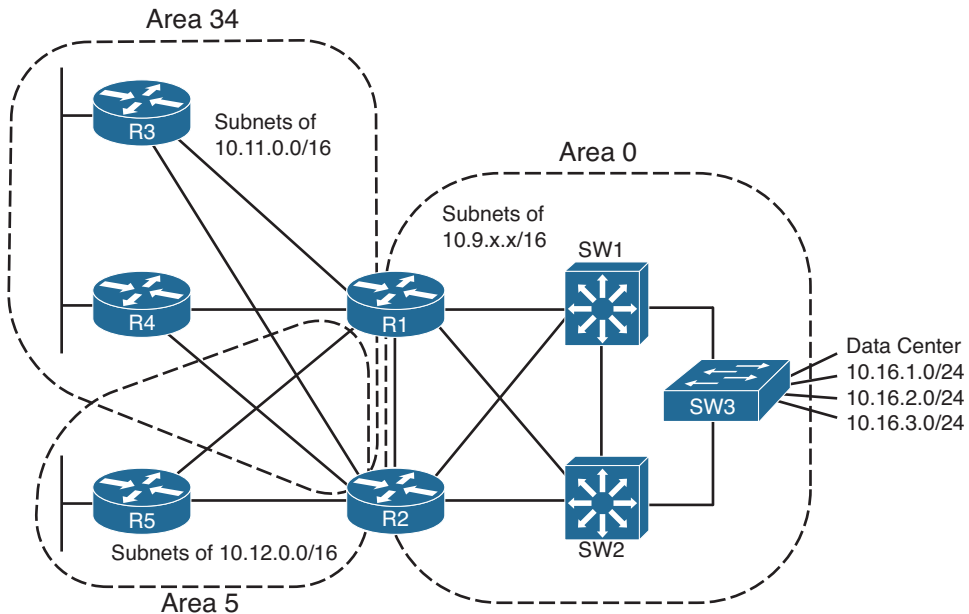 Area 34
R3
Subnets of
10.11.0.0/16
Area 0
Subnets of
10.9.x.x/16
SW1
R4
R1
Data Center
10.16.1.0/24
10.16.2.0/24
10.16.3.0/24
SW3
R5
R2
SW2
Subnets of 10.12.0.0/16
Area 5